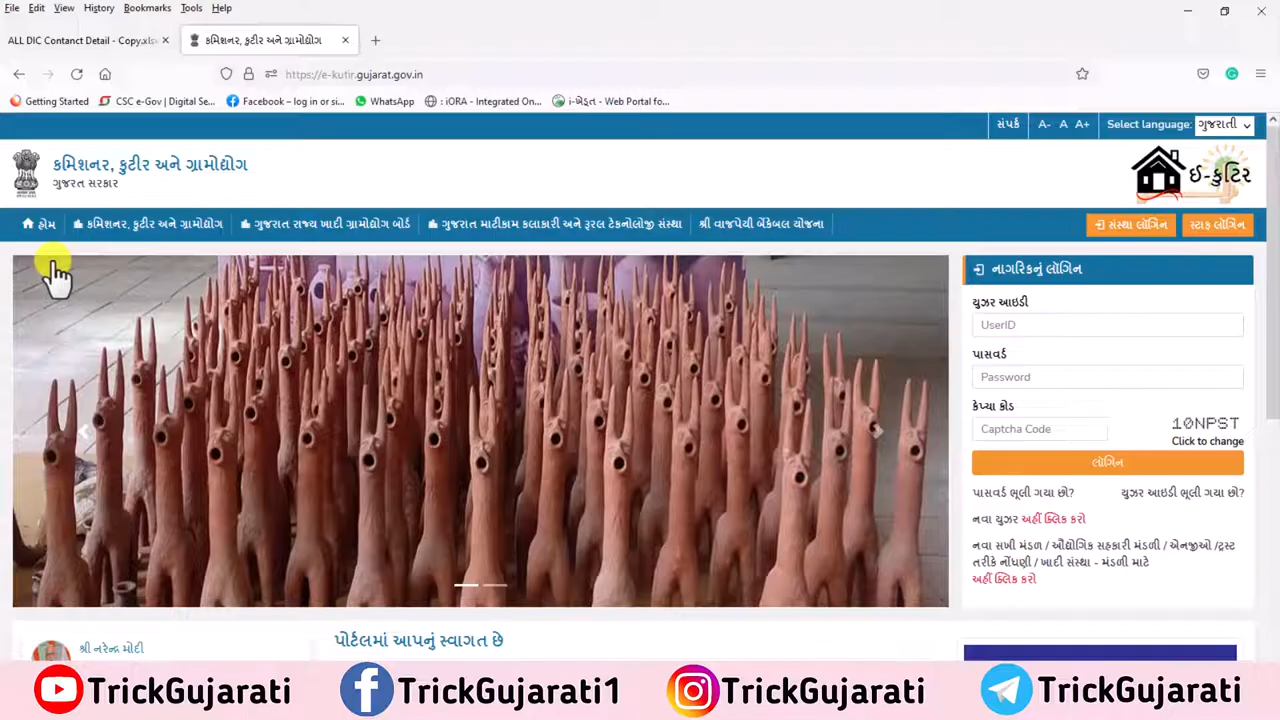 File Edit View History Bookmarks Tools Help
ALL DIC Contanct Detail - Copy.xlsx
કમિશનર, કુટીર અને ગ્રામોદ્યોગ
https://e-kutir.gujarat.gov.in
Getting Started CSC e-Gov | Digital Se... Facebook – log in or si... WhatsApp : iORA - Integrated On... i-ખેડૂત - Web Portal fo...
સંપર્ક A- A A+ Select language: ગુજરાતી
કમિશનર, કુટીર અને ગ્રામોદ્યોગ
ગુજરાત સરકાર
ઈ-કુટિર
હોમ કમિશનર, કુટીર અને ગ્રામોદ્યોગ ગુજરાત રાજ્ય ખાદી ગ્રામોદ્યોગ બોર્ડ ગુજરાત માટીકામ કલાકારી અને રૂરલ ટેકનોલોજી સંસ્થા શ્રી વાજપેયી બેંકેબલ યોજના સંસ્થા લૉગિન સ્ટાફ લૉગિન
નાગરિકનું લૉગિન
યુઝર આઇડી
UserID
પાસવર્ડ
Password
કેપ્ચા કોડ
Captcha Code
10NPST
Click to change
લૉગિન
પાસવર્ડ ભૂલી ગયા છો? યુઝર આઇડી ભૂલી ગયા છો?
નવા યુઝર અહીં ક્લિક કરો
નવા સખી મંડળ / ઔદ્યોગિક સહકારી મંડળી / એનજીઓ /ટ્રસ્ટ
તરીકે નોંધણી / ખાદી સંસ્થા - મંડળી માટે
અહીં ક્લિક કરો
શ્રી નરેન્દ્ર મોદી
પોર્ટલમાં આપનું સ્વાગત છે
TrickGujarati TrickGujarati1 TrickGujarati TrickGujarati